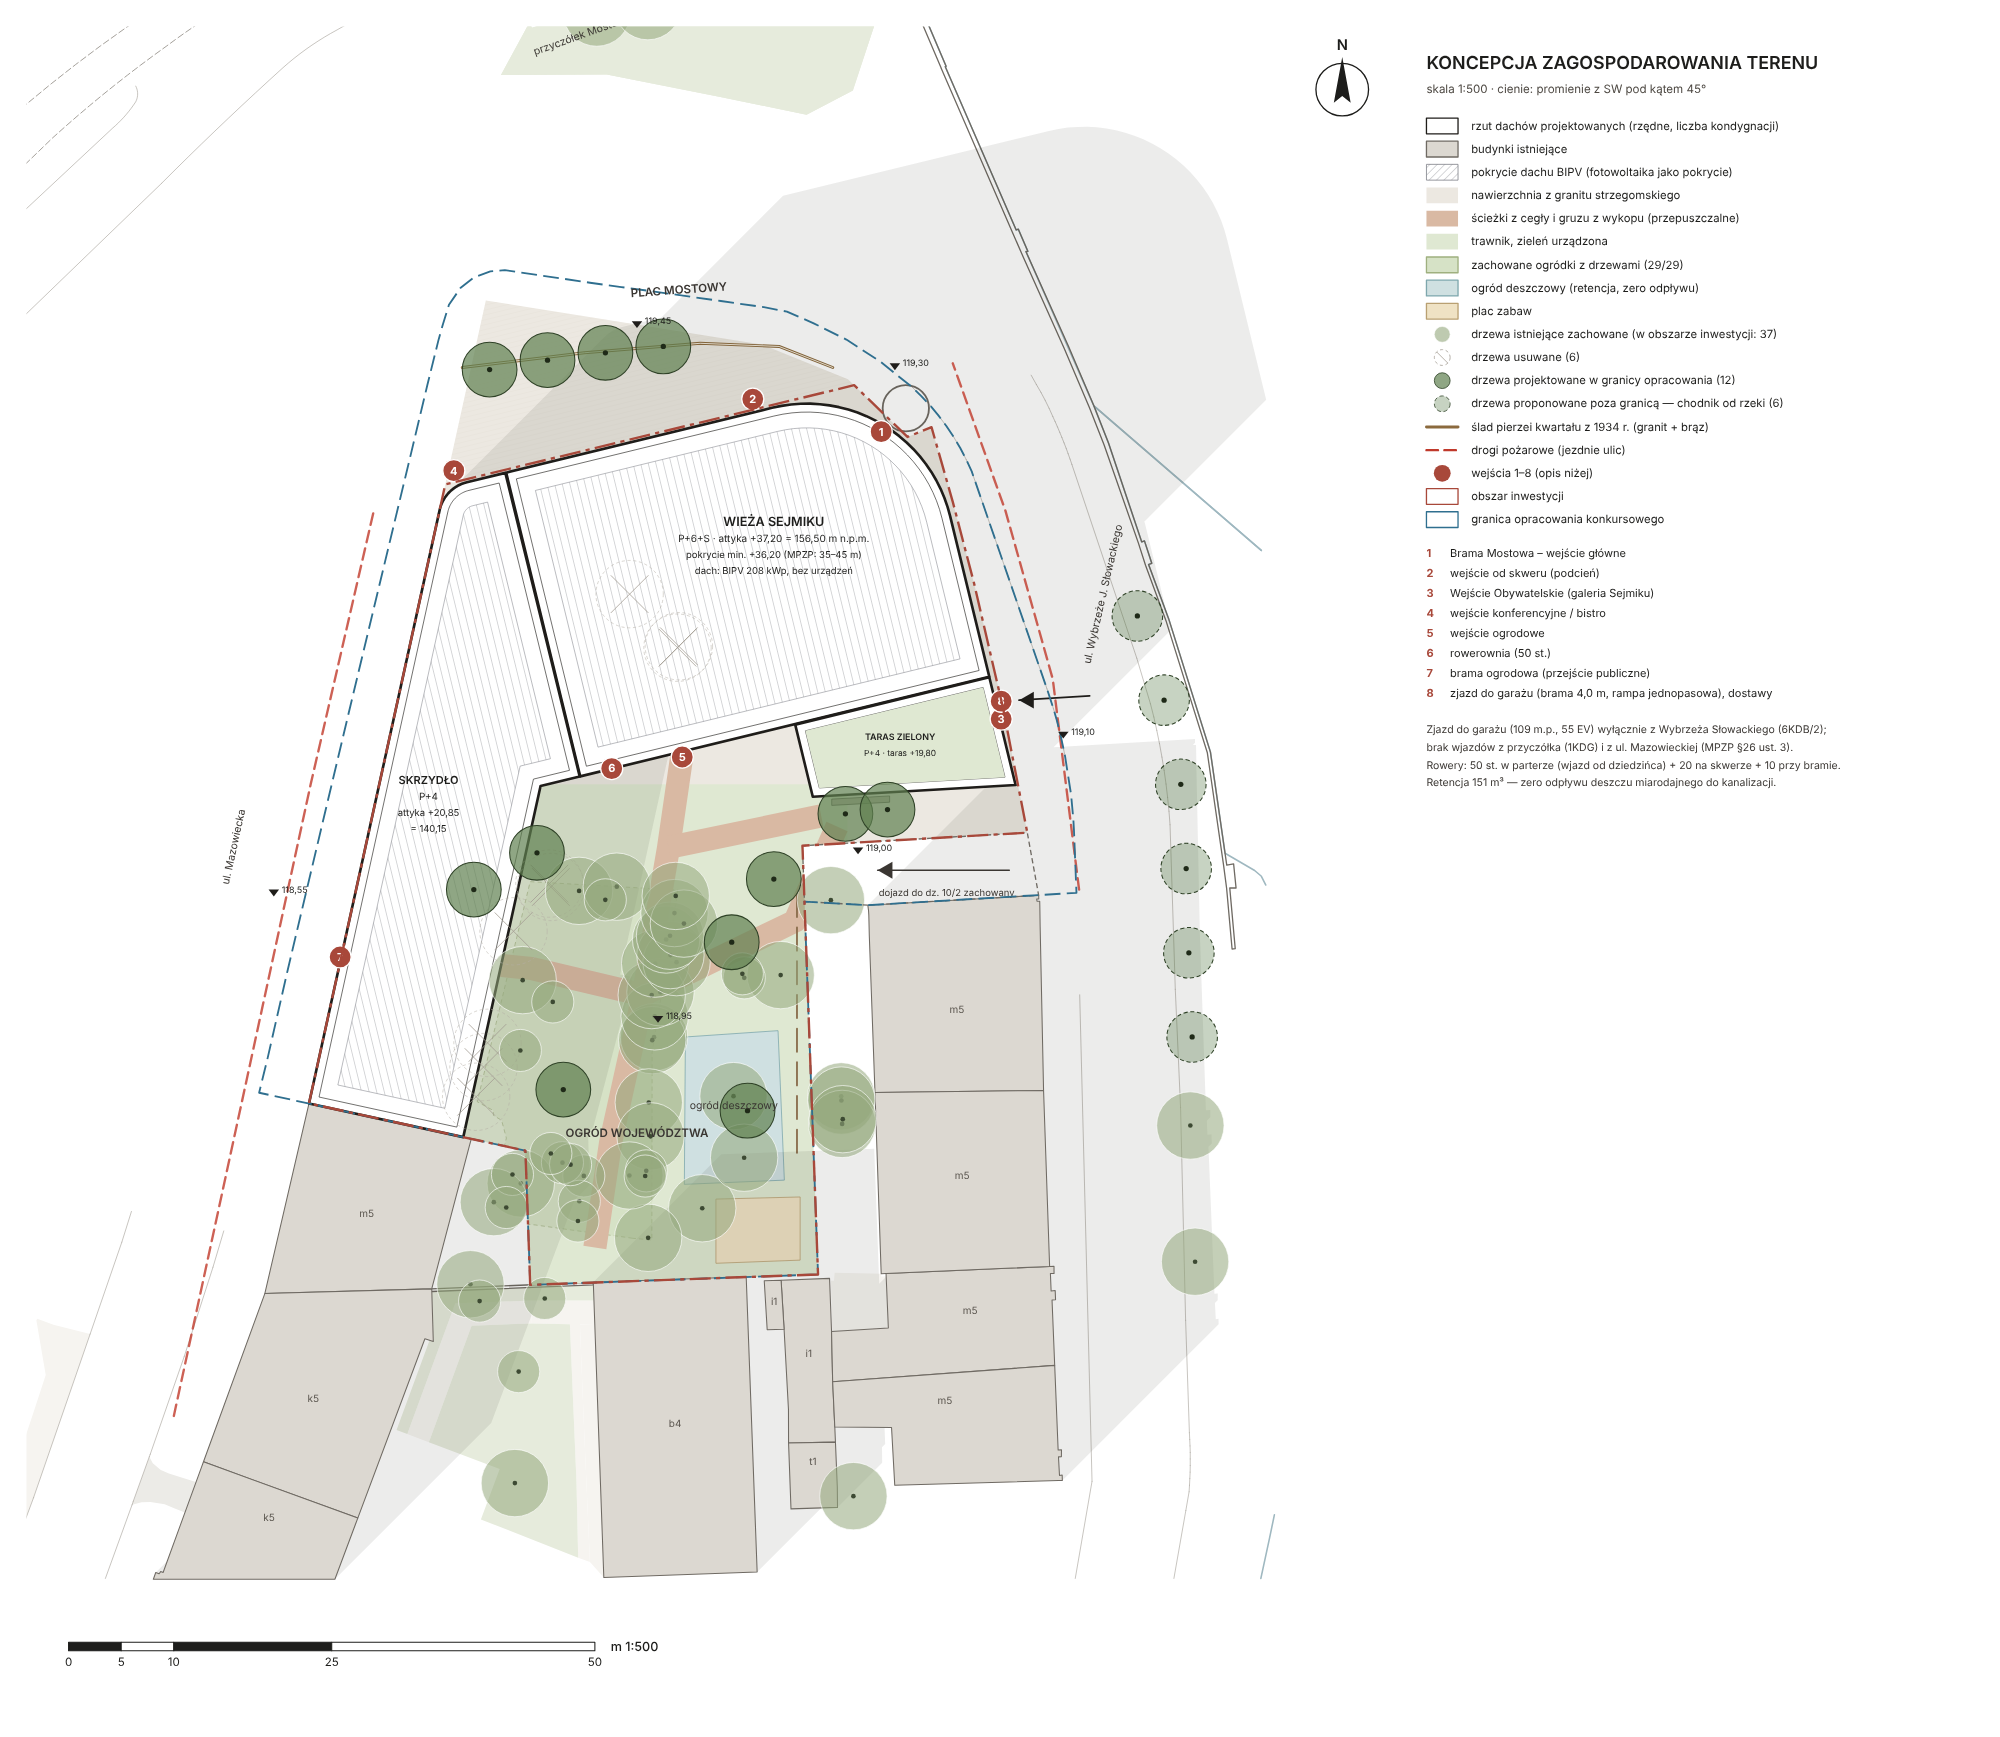 przyczółek
N
KONCEPCJA ZAGOSPODAROWANIA TERENU
skala 1:500 · cienie: promienie z SW pod kątem 45°
rzut dachów projektowanych (rzędne, liczba kondygnacji)
budynki istniejące
pokrycie dachu BIPV (fotowoltaika jako pokrycie)
nawierzchnia z granitu strzegomskiego
ścieżki z cegły i gruzu z wykopu (przepuszczalne)
trawnik, zieleń urządzona
zachowane ogródki z drzewami (29/29)
ogród deszczowy (retencja, zero odpływu)
plac zabaw
drzewa istniejące zachowane (w obszarze inwestycji: 37)
drzewa usuwane (6)
drzewa projektowane w granicy opracowania (12)
drzewa proponowane poza granicą — chodnik od rzeki (6)
ślad pierzei kwartału z 1934 r. (granit + brąz)
drogi pożarowe (jezdnie ulic)
wejścia 1–8 (opis niżej)
obszar inwestycji
granica opracowania konkursowego
1 Brama Mostowa – wejście główne
2 wejście od skweru (podcień)
3 Wejście Obywatelskie (galeria Sejmiku)
4 wejście konferencyjne / bistro
5 wejście ogrodowe
6 rowerownia (50 st.)
7 brama ogrodowa (przejście publiczne)
8 zjazd do garażu (brama 4,0 m, rampa jednopasowa), dostawy
Zjazd do garażu (109 m.p., 55 EV) wyłącznie z Wybrzeża Słowackiego (6KDB/2);
brak wjazdów z przyczółka (1KDG) i z ul. Mazowieckiej (MPZP §26 ust. 3).
Rowery: 50 st. w parterze (wjazd od dziedzińca) + 20 na skwerze + 10 przy bramie.
Retencja 151 m³ — zero odpływu deszczu miarodajnego do kanalizacji.
PLAC MOSTOWY
119,45
119,30
2
1
4
WIEŻA SEJMIKU
P+6+S · attyka +37,20 = 156,50 m n.p.m.
pokrycie min. +36,20 (MPZP: 35–45 m)
dach: BIPV 208 kWp, bez urządzeń
ul. Wybrzeże J. Słowackiego
8
3
119,10
TARAS ZIELONY
P+4 · taras +19,80
5
6
SKRZYDŁO
P+4
attyka +20,85
= 140,15
ul. Mazowiecka
118,55
119,00
dojazd do dz. 10/2 zachowany
7
118,95
m5
ogród deszczowy
OGRÓD WOJEWÓDZTWA
m5
m5
i1
m5
i1
k5
m5
b4
t1
k5
m 1:500
0 5 10 25 50